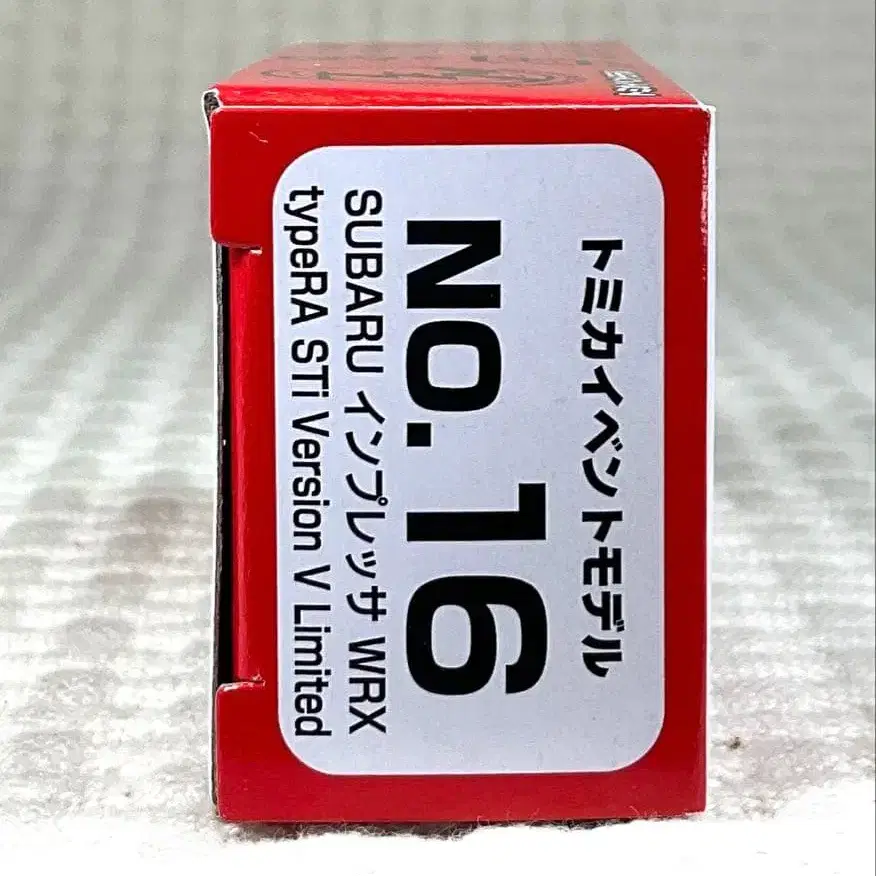 トミカイベントモデル
NO. 16
SUBARU インプレッサ WRX
typeRA STi Version V Limited